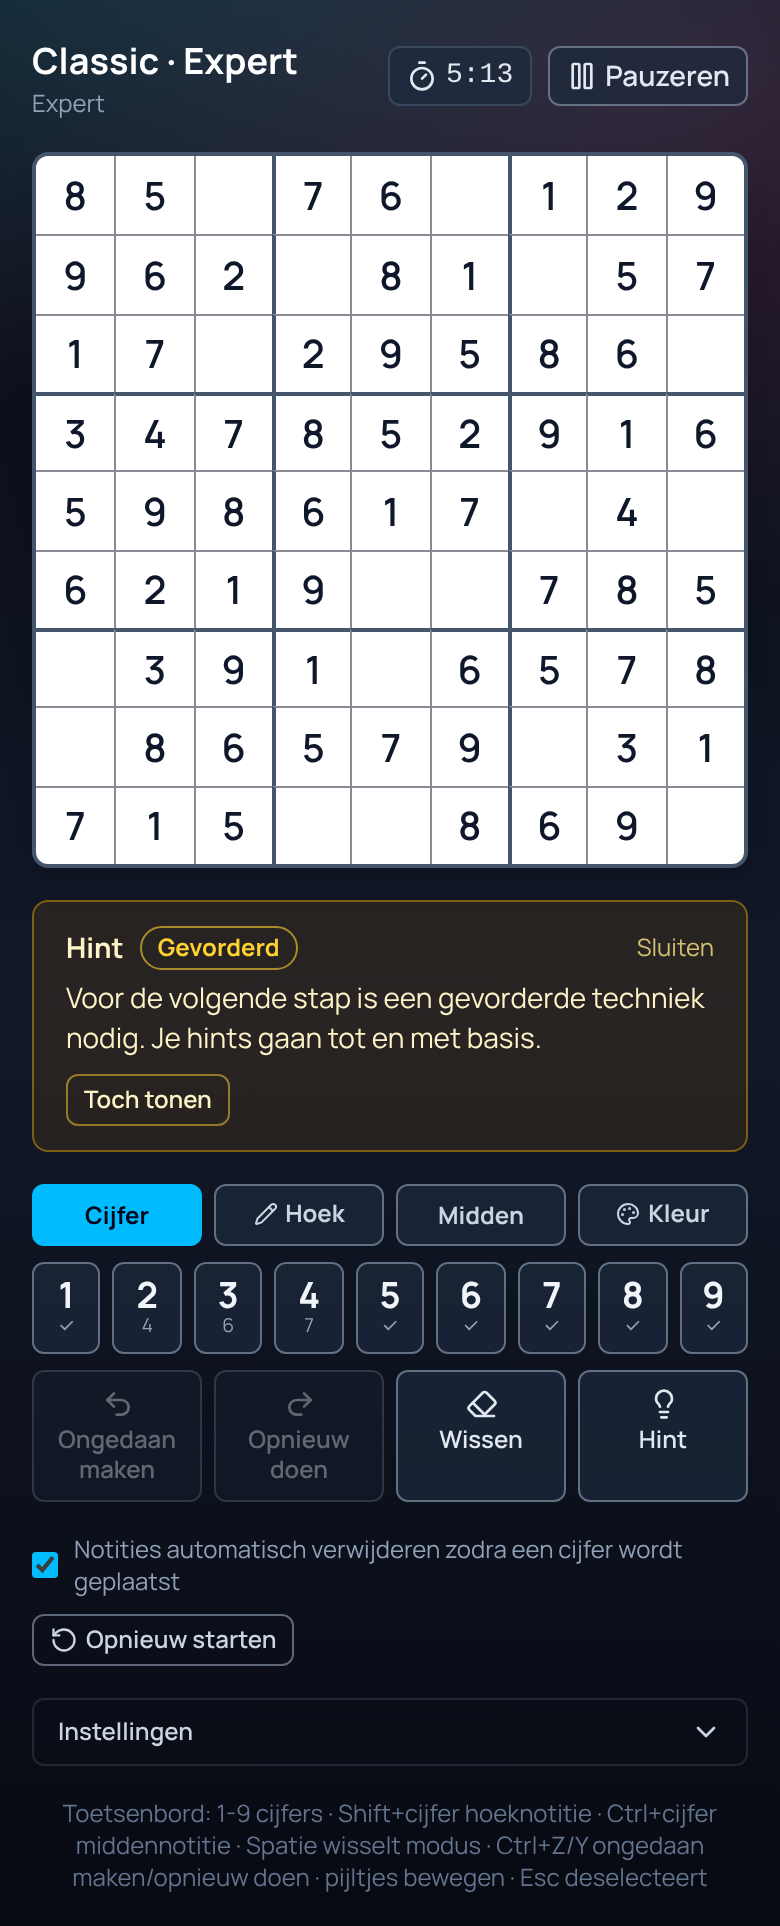 Classic · Expert
Expert
5:13
Pauzeren
8 5 7 6 1 2 9
9 6 2 8 1 5 7
1 7 2 9 5 8 6
3 4 7 8 5 2 9 1 6
5 9 8 6 1 7 4
6 2 1 9 7 8 5
3 9 1 6 5 7 8
8 6 5 7 9 3 1
7 1 5 8 6 9
Hint Gevorderd Sluiten
Voor de volgende stap is een gevorderde techniek
nodig. Je hints gaan tot en met basis.
Toch tonen
Cijfer Hoek Midden Kleur
1 2 3 4 5 6 7 8 9
✓ 4 6 7 ✓ ✓ ✓ ✓ ✓
Ongedaan
maken
Opnieuw
doen
Wissen
Hint
Notities automatisch verwijderen zodra een cijfer wordt
geplaatst
Opnieuw starten
Instellingen
Toetsenbord: 1-9 cijfers · Shift+cijfer hoeknotitie · Ctrl+cijfer
middennotitie · Spatie wisselt modus · Ctrl+Z/Y ongedaan
maken/opnieuw doen · pijltjes bewegen · Esc deselecteert